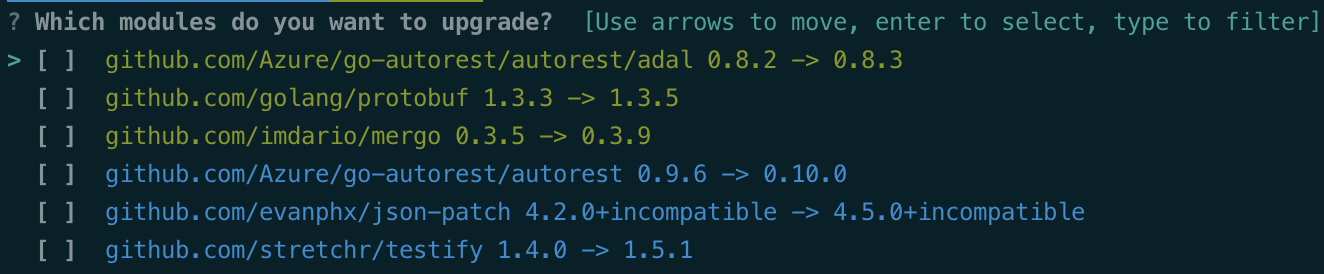 ? Which modules do you want to upgrade?  [Use arrows to move, enter to select, type to filter]
> [ ]  github.com/Azure/go-autorest/autorest/adal 0.8.2 -> 0.8.3
  [ ]  github.com/golang/protobuf 1.3.3 -> 1.3.5
  [ ]  github.com/imdario/mergo 0.3.5 -> 0.3.9
  [ ]  github.com/Azure/go-autorest/autorest 0.9.6 -> 0.10.0
  [ ]  github.com/evanphx/json-patch 4.2.0+incompatible -> 4.5.0+incompatible
  [ ]  github.com/stretchr/testify 1.4.0 -> 1.5.1